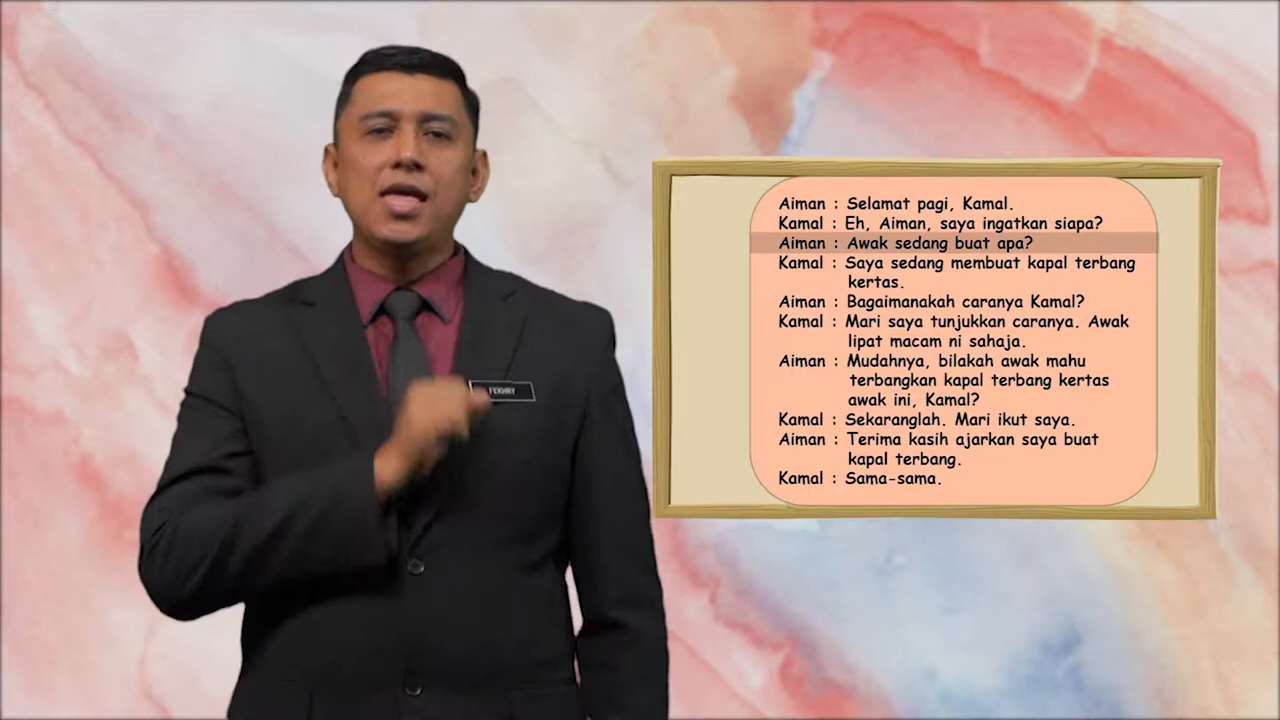 Aiman : Selamat pagi, Kamal.
Kamal : Eh, Aiman, saya ingatkan siapa?
Aiman : Awak sedang buat apa?
Kamal : Saya sedang membuat kapal terbang
kertas.
Aiman : Bagaimanakah caranya Kamal?
Kamal : Mari saya tunjukkan caranya. Awak
lipat macam ni sahaja.
Aiman : Mudahnya, bilakah awak mahu
terbangkan kapal terbang kertas
awak ini, Kamal?
Kamal : Sekaranglah. Mari ikut saya.
Aiman : Terima kasih ajarkan saya buat
kapal terbang.
Kamal : Sama-sama.